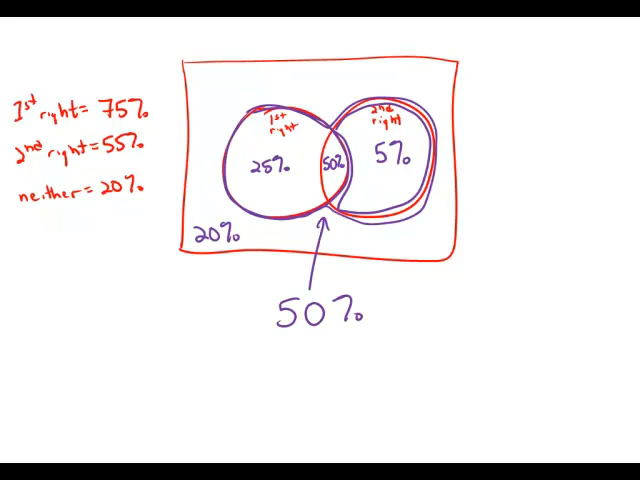 1st right = 75%
2nd right = 55%
neither = 20%
1st
right
2nd
right
25%
50%
5%
20%
50%